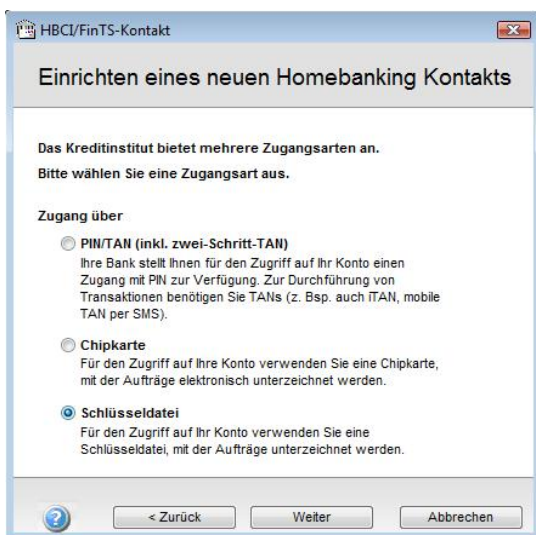 HBCI/FinTS-Kontakt
Einrichten eines neuen Homebanking Kontakts
Das Kreditinstitut bietet mehrere Zugangsarten an.
Bitte wählen Sie eine Zugangsart aus.
Zugang über
PIN/TAN (inkl. zwei-Schritt-TAN)
Ihre Bank stellt Ihnen für den Zugriff auf Ihr Konto einen
Zugang mit PIN zur Verfügung. Zur Durchführung von
Transaktionen benötigen Sie TANs (z. Bsp. auch iTAN, mobile
TAN per SMS).
Chipkarte
Für den Zugriff auf Ihre Konto verwenden Sie eine Chipkarte,
mit der Aufträge elektronisch unterzeichnet werden.
Schlüsseldatei
Für den Zugriff auf Ihr Konto verwenden Sie eine
Schlüsseldatei, mit der Aufträge unterzeichnet werden.
? < Zurück Weiter Abbrechen